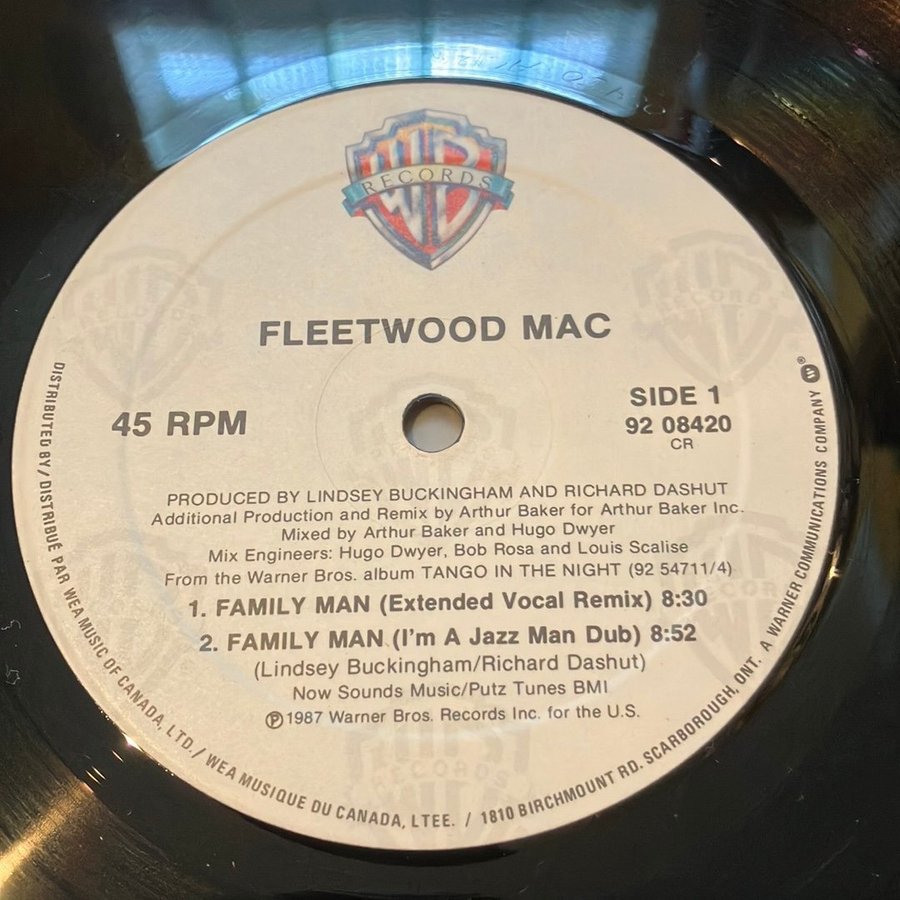 WB
RECORDS
FLEETWOOD MAC
45 RPM
SIDE 1
92 08420
CR
PRODUCED BY LINDSEY BUCKINGHAM AND RICHARD DASHUT
Additional Production and Remix by Arthur Baker for Arthur Baker Inc.
Mixed by Arthur Baker and Hugo Dwyer
Mix Engineers: Hugo Dwyer, Bob Rosa and Louis Scalise
From the Warner Bros. album TANGO IN THE NIGHT (92 54711/4)
1. FAMILY MAN (Extended Vocal Remix) 8:30
2. FAMILY MAN (I'm A Jazz Man Dub) 8:52
(Lindsey Buckingham/Richard Dashut)
Now Sounds Music/Putz Tunes BMI
℗1987 Warner Bros. Records Inc. for the U.S.
DISTRIBUTED BY/DISTRIBUÉ PAR WEA MUSIC OF CANADA, LTD./WEA MUSIQUE DU CANADA, LTEE. / 1810 BIRCHMOUNT RD. SCARBOROUGH, ONT. A WARNER COMMUNICATIONS COMPANY ®